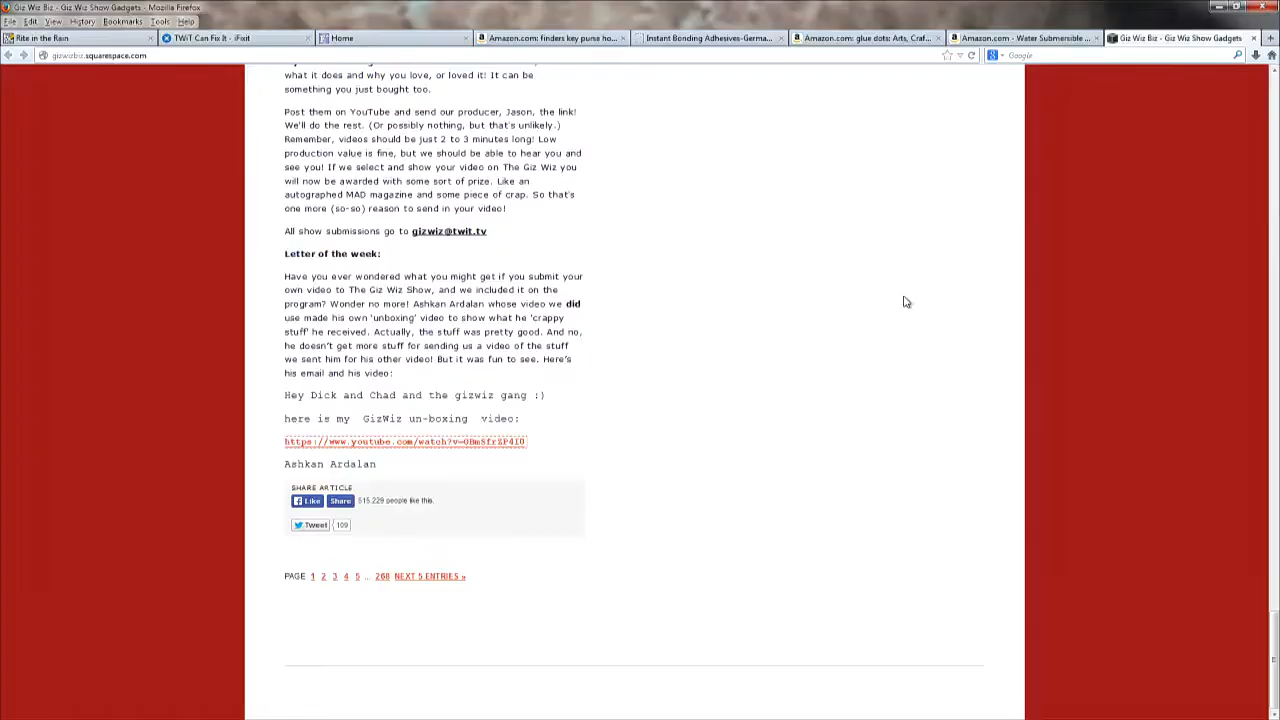 Giz Wiz Biz - Giz Wiz Show Gadgets - Mozilla Firefox
File Edit View History Bookmarks Tools Help
Rite in the Rain
TWiT Can Fix It - iFixit
Home
Amazon.com: finders key purse ho...
Instant Bonding Adhesives-Germa...
Amazon.com: glue dots: Arts, Craf...
Amazon.com - Water Submersible ...
Giz Wiz Biz - Giz Wiz Show Gadgets
gizwizbiz.squarespace.com
Google
what it does and why you love, or loved it! It can be
something you just bought too.
Post them on YouTube and send our producer, Jason, the link!
We'll do the rest. (Or possibly nothing, but that's unlikely.)
Remember, videos should be just 2 to 3 minutes long! Low
production value is fine, but we should be able to hear you and
see you! If we select and show your video on The Giz Wiz you
will now be awarded with some sort of prize. Like an
autographed MAD magazine and some piece of crap. So that's
one more (so-so) reason to send in your video!
All show submissions go to gizwiz@twit.tv
Letter of the week:
Have you ever wondered what you might get if you submit your
own video to The Giz Wiz Show, and we included it on the
program? Wonder no more! Ashkan Ardalan whose video we did
use made his own 'unboxing' video to show what he 'crappy
stuff' he received. Actually, the stuff was pretty good. And no,
he doesn't get more stuff for sending us a video of the stuff
we sent him for his other video! But it was fun to see. Here's
his email and his video:
Hey Dick and Chad and the gizwiz gang :)
here is my GizWiz un-boxing video:
Ashkan Ardalan
SHARE ARTICLE
Like Share 515,229 people like this.
Tweet 109
PAGE 1 2 3 4 5 ... 268 NEXT 5 ENTRIES »